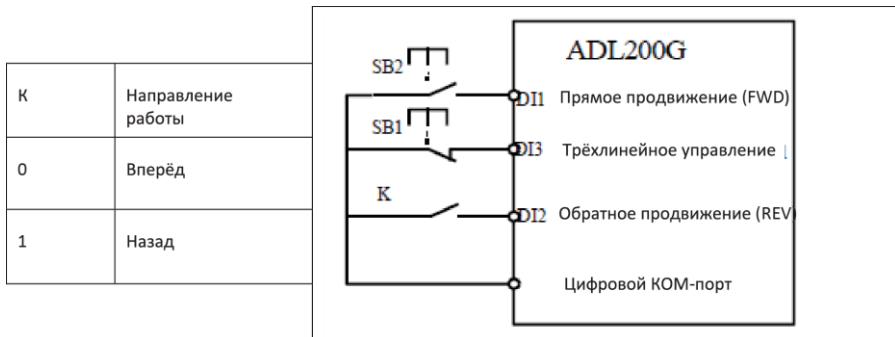 К
Направление
работы
0
Вперёд
1
Назад
ADL200G
SB2
DI1 Прямое продвижение (FWD)
SB1
DI3 Трёхлинейное управление
K
DI2 Обратное продвижение (REV)
Цифровой КОМ-порт